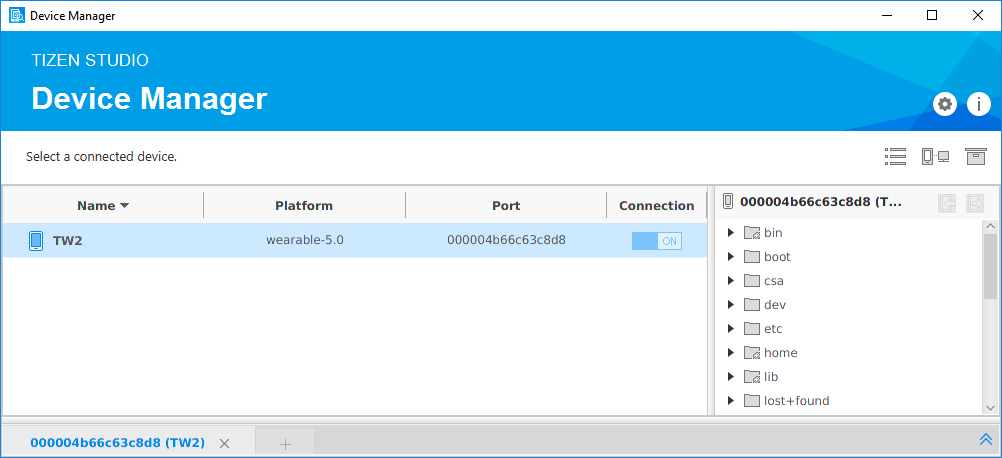 Device Manager
TIZEN STUDIO
Device Manager
Select a connected device.
Name Platform Port Connection
TW2 wearable-5.0 000004b66c63c8d8 ON
000004b66c63c8d8 (T...
bin
boot
csa
dev
etc
home
lib
lost+found
000004b66c63c8d8 (TW2)